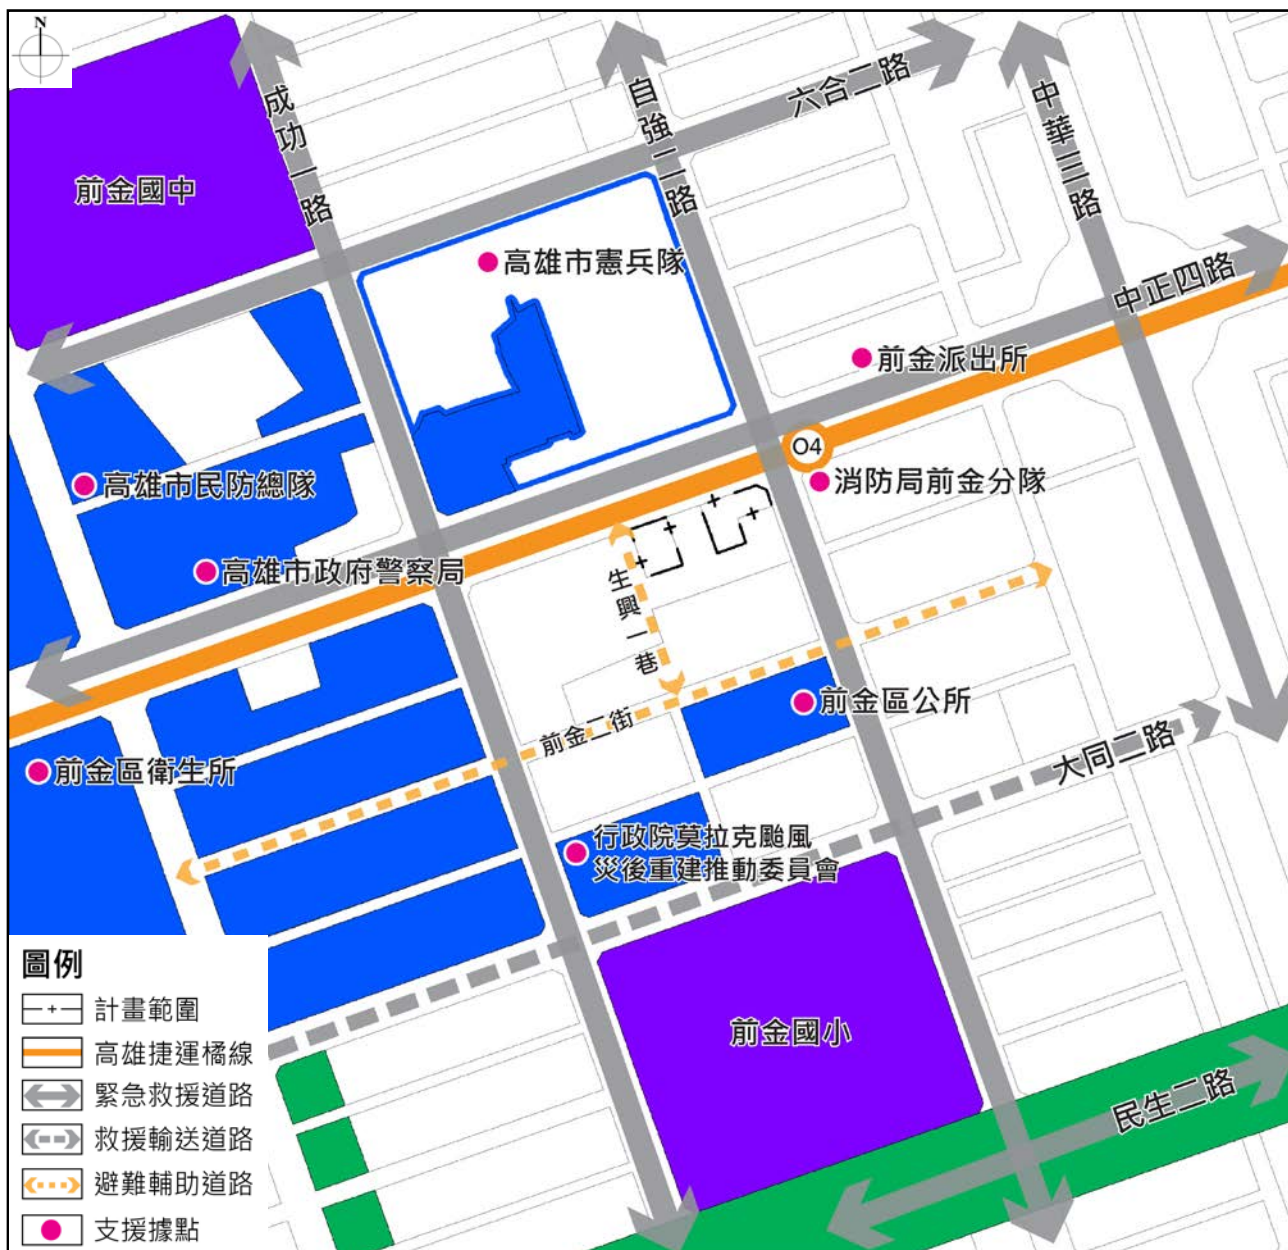 N
成功一路
自強二路
六合二路
中華三路
前金國中
高雄市憲兵隊
中正四路
前金派出所
O4
高雄市民防總隊
消防局前金分隊
高雄市政府警察局
生興一巷
前金區公所
前金二街
大同二路
前金區衛生所
行政院莫拉克颱風
災後重建推動委員會
前金國小
民生二路
圖例
計畫範圍
高雄捷運橘線
緊急救援道路
救援輸送道路
避難輔助道路
支援據點